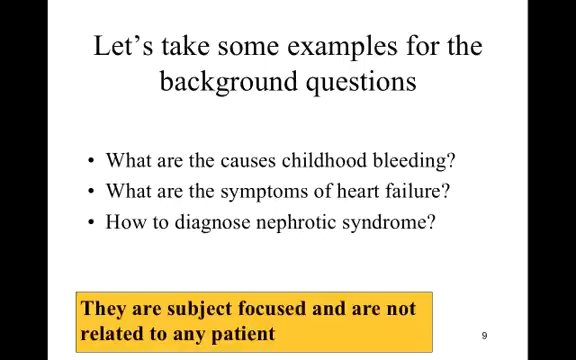 Let's take some examples for the
background questions
• What are the causes childhood bleeding?
• What are the symptoms of heart failure?
• How to diagnose nephrotic syndrome?
They are subject focused and are not
related to any patient
9